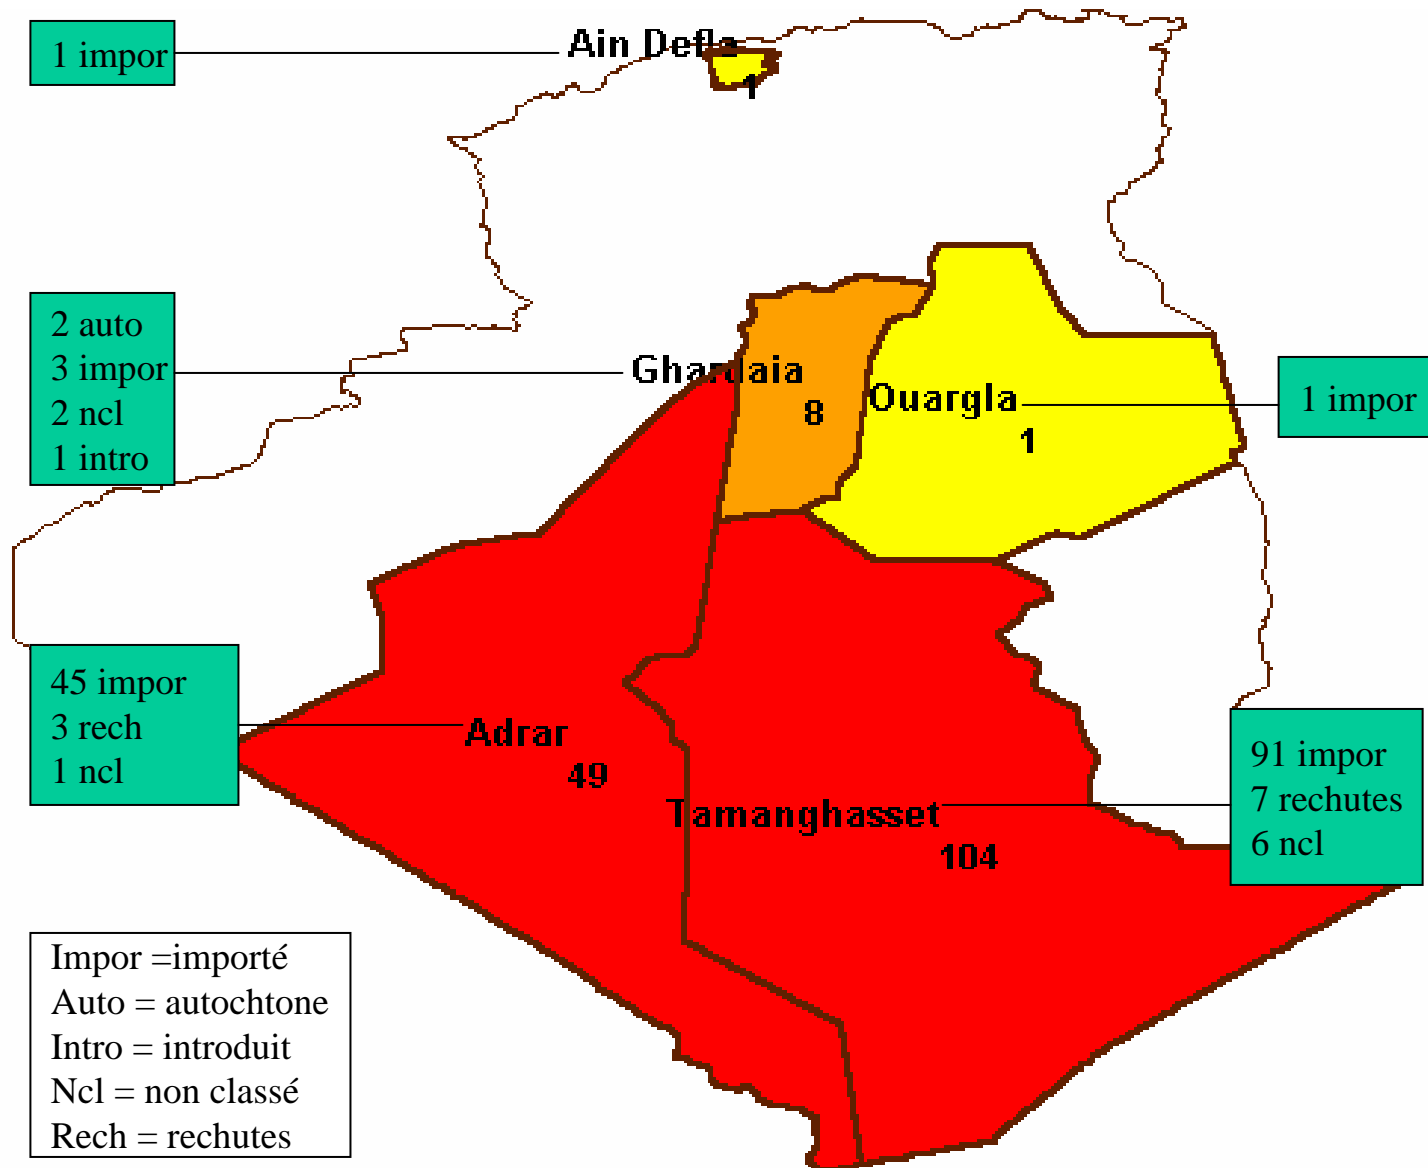 1 impor
Ain Defla
1
2 auto
3 impor
2 ncl
1 intro
Ghardaia
8
Ouargla
1
1 impor
45 impor
3 rech
1 ncl
Adrar
49
Tamanghasset
104
91 impor
7 rechutes
6 ncl
Impor =importé
Auto = autochtone
Intro = introduit
Ncl = non classé
Rech = rechutes